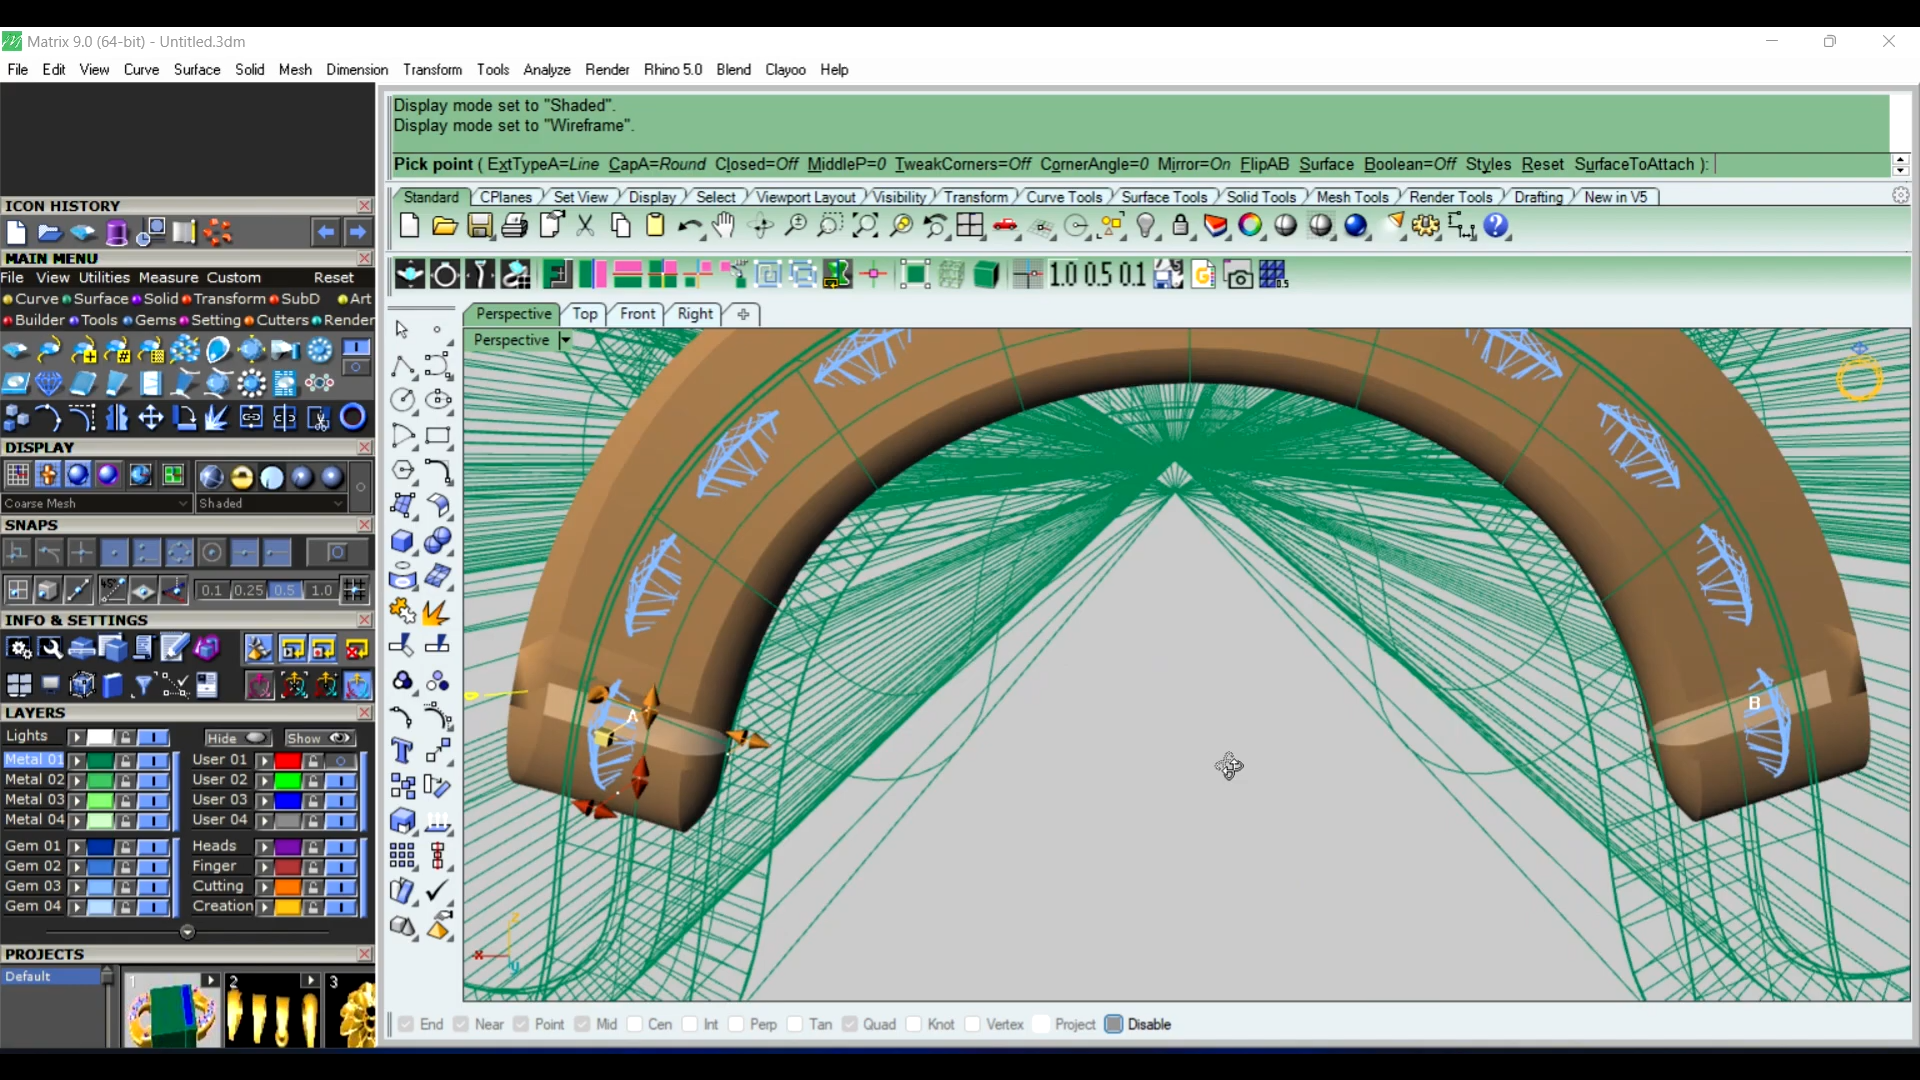 Matrix 9.0 (64-bit) - Untitled.3dm
File Edit View Curve Surface Solid Mesh Dimension Transform Tools Analyze Render Rhino 5.0 Blend Clayoo Help
Display mode set to "Shaded".
Display mode set to "Wireframe".
Pick point ( ExtTypeA=Line CapA=Round Closed=Off MiddleP=0 TweakCorners=Off CornerAngle=0 Mirror=On FlipAB Surface Boolean=Off Styles Reset SurfaceToAttach ):
Standard CPlanes Set View Display Select Viewport Layout Visibility Transform Curve Tools Surface Tools Solid Tools Mesh Tools Render Tools Drafting New in V5
1.0 0.5 0.1
Perspective Top Front Right
Perspective
ICON HISTORY
MAIN MENU
File View Utilities Measure Custom Reset
Curve Surface Solid Transform SubD Art
Builder Tools Gems Setting Cutters Render
DISPLAY
Coarse Mesh Shaded
SNAPS
0.1 0.25 0.5 1.0
INFO & SETTINGS
LAYERS
Lights Hide Show
Metal 01 User 01
Metal 02 User 02
Metal 03 User 03
Metal 04 User 04
Gem 01 Heads
Gem 02 Finger
Gem 03 Cutting
Gem 04 Creation
PROJECTS
Default
1 2 3
A
B
z
x
y
End Near Point Mid Cen Int Perp Tan Quad Knot Vertex Project Disable